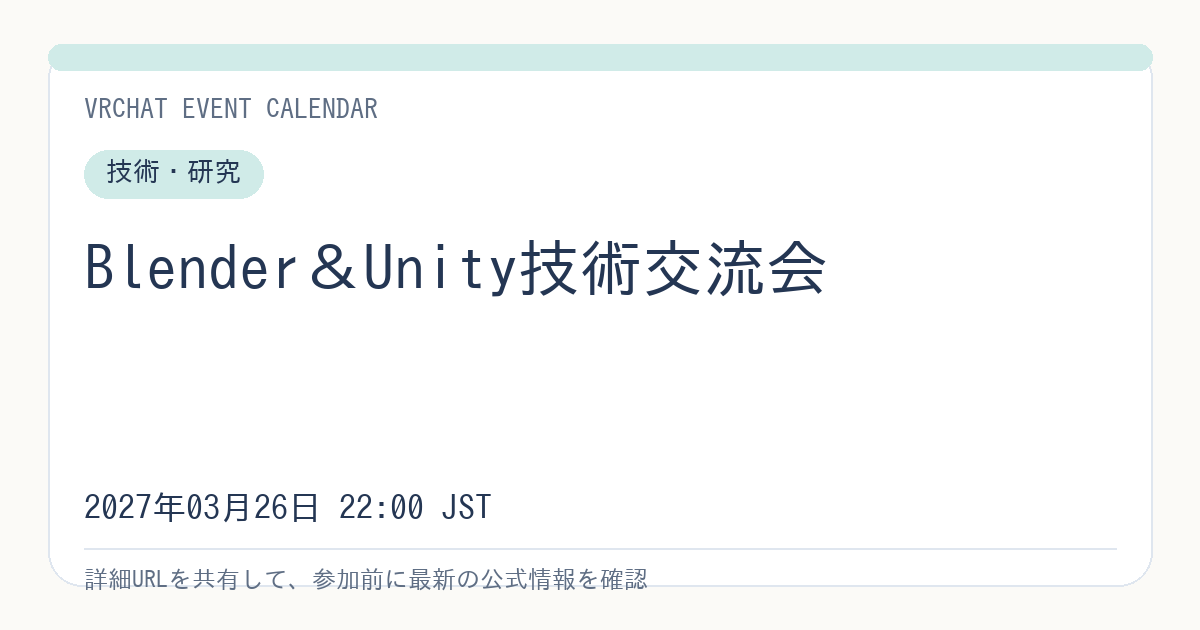 VRCHAT EVENT CALENDAR
技術・研究
Blender＆Unity技術交流会
2027年03月26日 22:00 JST
詳細URLを共有して、参加前に最新の公式情報を確認